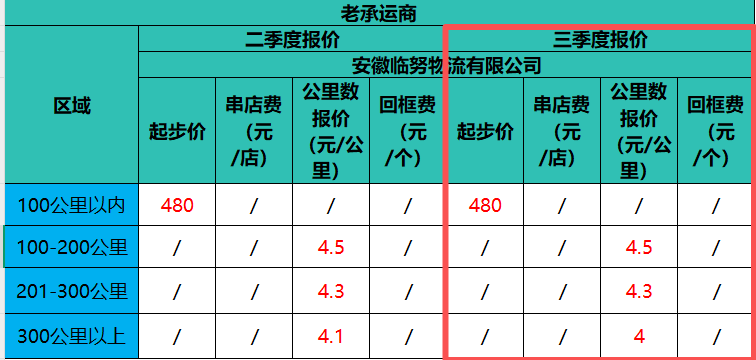 老承运商
区域 二季度报价 三季度报价
安徽临努物流有限公司
起步价 串店费（元/店） 公里数报价（元/公里） 回框费（元/个） 起步价 串店费（元/店） 公里数报价（元/公里） 回框费（元/个）
100公里以内 480 / / / 480 / / /
100-200公里 / / 4.5 / / / 4.5 /
201-300公里 / / 4.3 / / / 4.3 /
300公里以上 / / 4.1 / / / 4 /